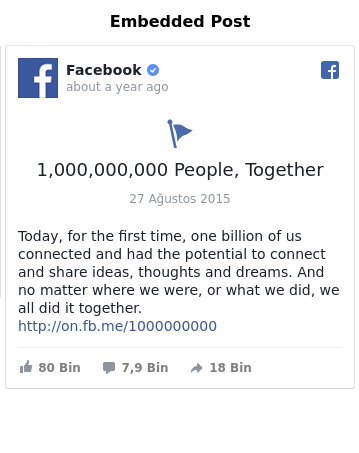 Embedded Post
Facebook
about a year ago
1,000,000,000 People, Together
27 Ağustos 2015
Today, for the first time, one billion of us
connected and had the potential to connect
and share ideas, thoughts and dreams. And
no matter where we were, or what we did, we
all did it together.
http://on.fb.me/1000000000
80 Bin 7,9 Bin 18 Bin